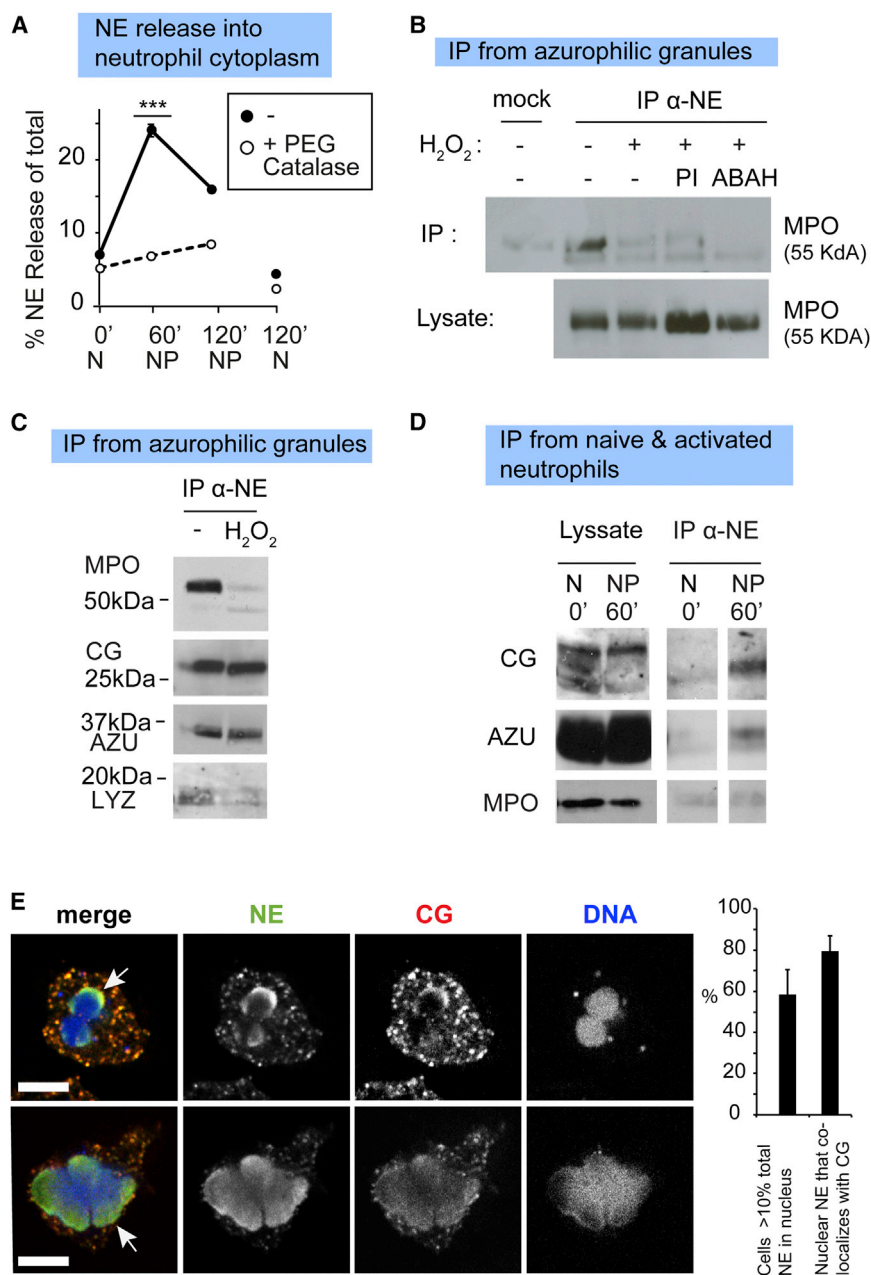 A
NE release into
neutrophil cytoplasm
% NE Release of total
20
10
0
***
-
+ PEG
Catalase
0' 60' 120' 120'
N NP NP N
B
IP from azurophilic granules
mock IP α-NE
H2O2 : - - + + +
- - - PI ABAH
IP : MPO
(55 KdA)
Lysate: MPO
(55 KDA)
C
IP from azurophilic granules
IP α-NE
- H2O2
MPO
50kDa -
CG
25kDa -
37kDa -
AZU
20kDa -
LYZ
D
IP from naive & activated
neutrophils
Lyssate IP α-NE
N NP N NP
0' 60' 0' 60'
CG
AZU
MPO
E
merge NE CG DNA
100
80
60
%
40
20
0
Cells >10% total
NE in nucleus
Nuclear NE that co-
localizes with CG